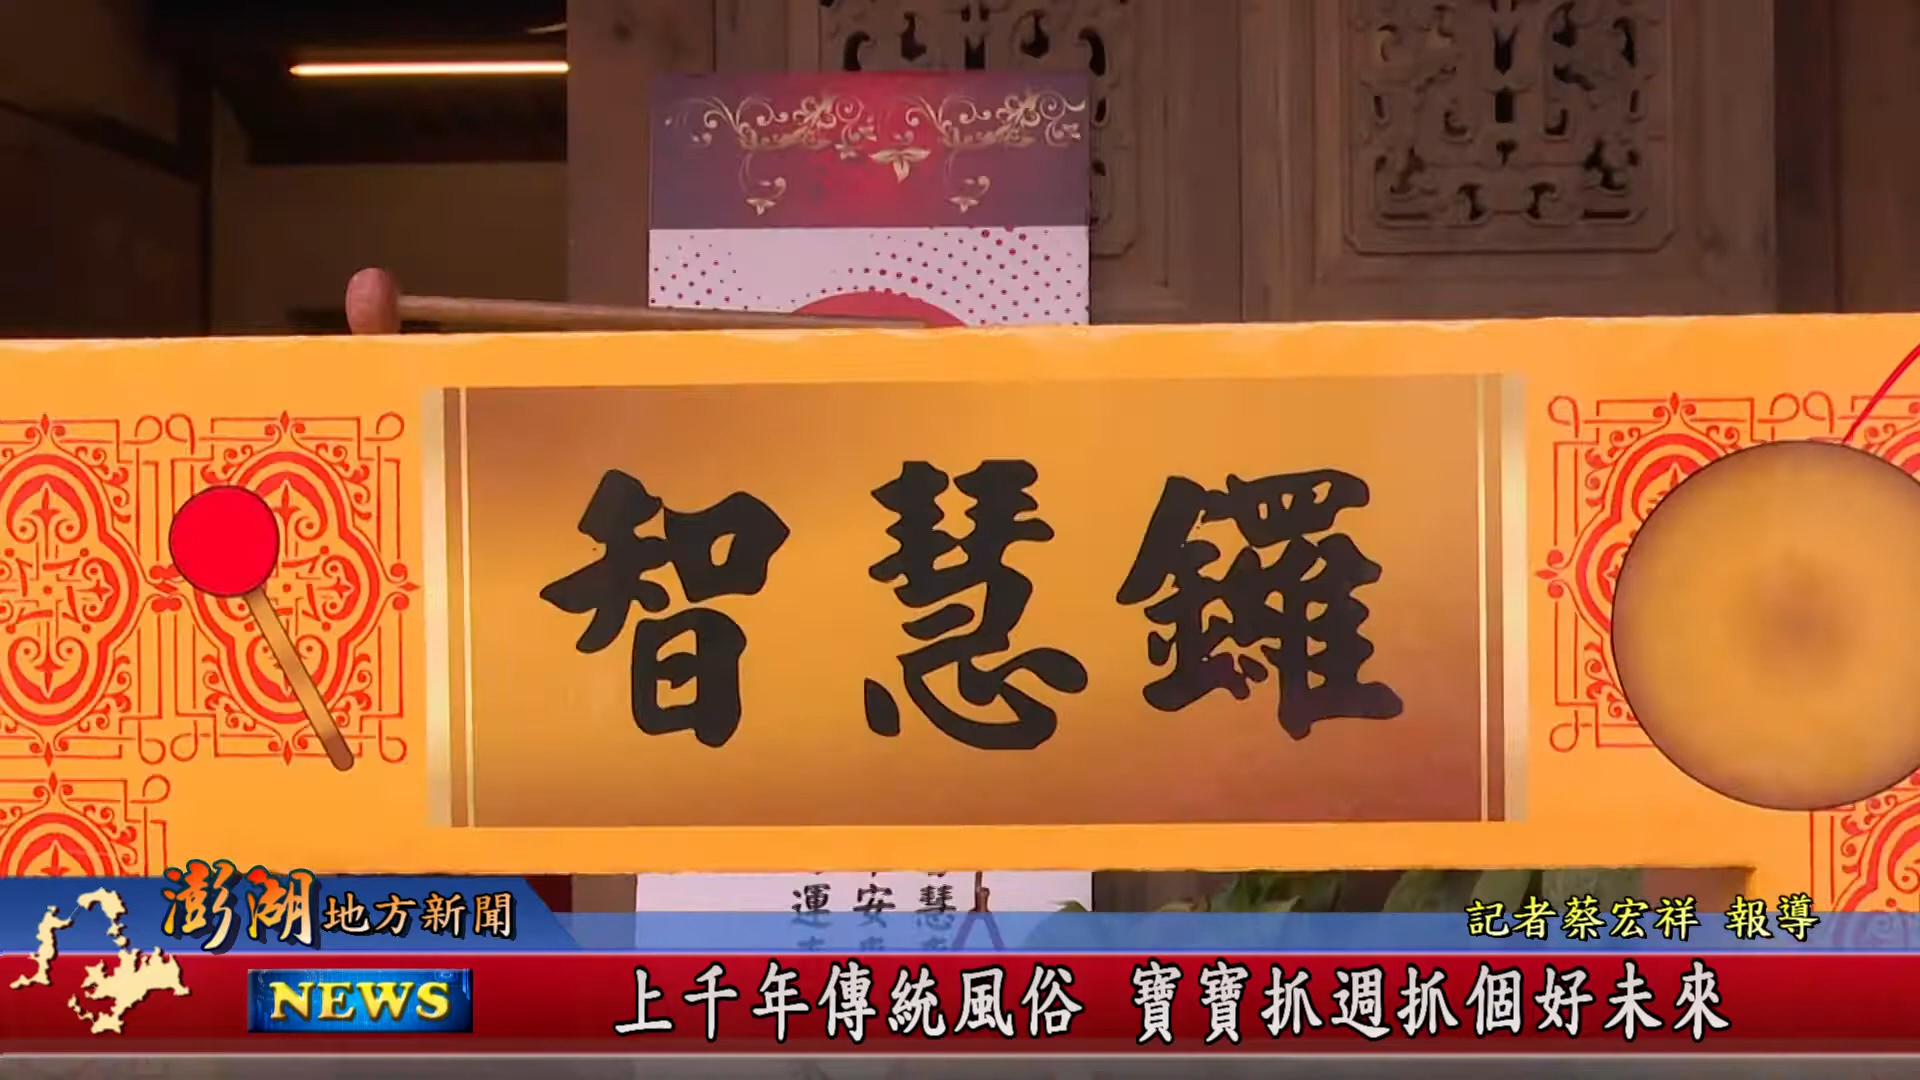 智慧鑼
運 安 慧
澎湖地方新聞
記者蔡宏祥 報導
NEWS
上千年傳統風俗 寶寶抓週抓個好未來